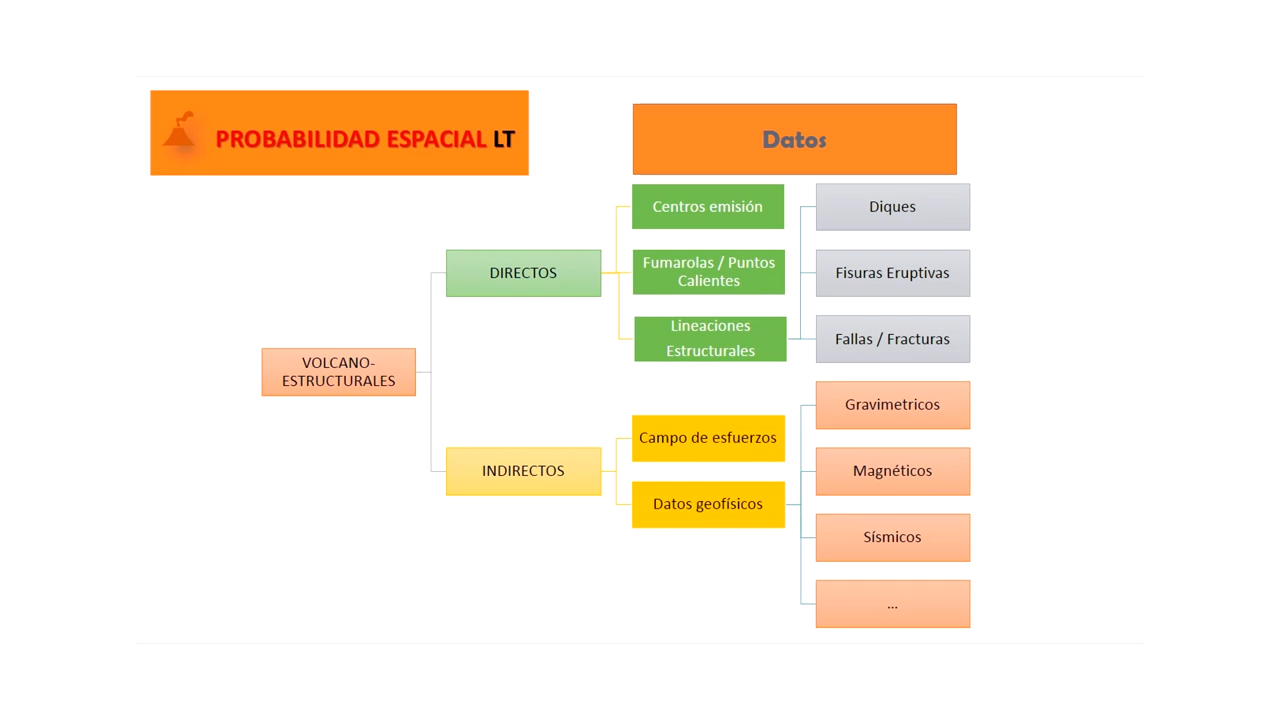 PROBABILIDAD ESPACIAL LT
Datos
Centros emisión
Diques
DIRECTOS
Fumarolas / Puntos
Calientes
Fisuras Eruptivas
Lineaciones
Estructurales
Fallas / Fracturas
VOLCANO-
ESTRUCTURALES
Gravimetricos
Campo de esfuerzos
INDIRECTOS
Magnéticos
Datos geofísicos
Sísmicos
...